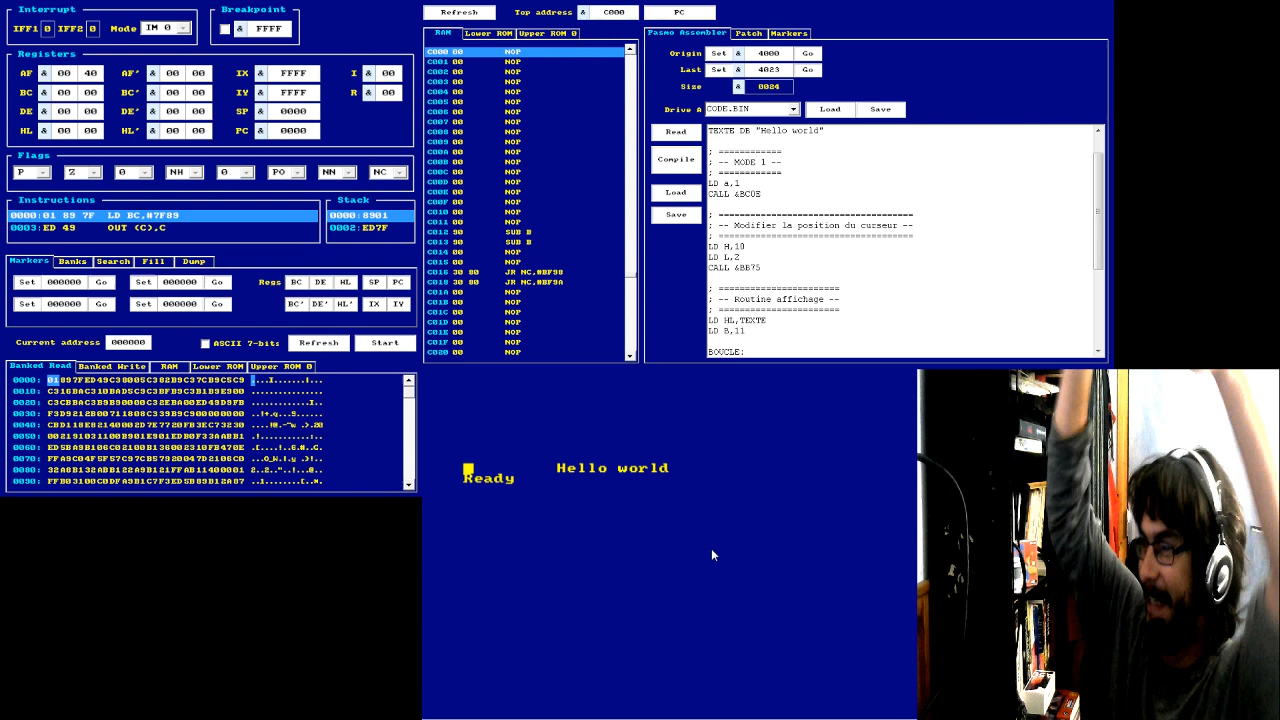 Interrupt
IFF1 0 IFF2 0 Mode IM 0
Breakpoint
& FFFF
Registers
AF & 00 40 AF' & 00 00 IX & FFFF I & 00
BC & 00 00 BC' & 00 00 IY & FFFF R & 00
DE & 00 00 DE' & 00 00 SP & 0000
HL & 00 00 HL' & 00 00 PC & 0000
Flags
P Z 0 NH 0 PO NN NC
Instructions
0000:01 89 7F LD BC,#7F89
0003:ED 49 OUT (C),C
Stack
0000:8901
0002:ED7F
Markers Banks Search Fill Dump
Set 000000 Go Set 000000 Go Regs BC DE HL SP PC
Set 000000 Go Set 000000 Go BC' DE' HL' IX IY
Current address 000000 ASCII 7-bits Refresh Start
Banked Read Banked Write RAM Lower ROM Upper ROM 0
Refresh Top address & C000 PC
RAM Lower ROM Upper ROM 0
C000 00 NOP
C001 00 NOP
C002 00 NOP
C003 00 NOP
C004 00 NOP
C005 00 NOP
C006 00 NOP
C007 00 NOP
C008 00 NOP
C009 00 NOP
C00A 00 NOP
C00B 00 NOP
C00C 00 NOP
C00D 00 NOP
C00E 00 NOP
C00F 00 NOP
C010 00 NOP
C011 00 NOP
C012 90 SUB B
C013 90 SUB B
C014 00 NOP
C015 00 NOP
C016 30 80 JR NC,#BF98
C018 30 80 JR NC,#BF9A
C01A 00 NOP
C01B 00 NOP
C01C 00 NOP
C01D 00 NOP
C01E 00 NOP
C01F 00 NOP
C020 00 NOP
Pasmo Assembler Patch Markers
Origin Set & 4000 Go
Last Set & 4023 Go
Size & 0024
Drive A CODE.BIN Load Save
Read
Compile
Load
Save
TEXTE DB "Hello world"
; ============
; -- MODE 1 --
; ============
LD a,1
CALL &BC0E
; ====================================
; -- Modifier la position du curseur --
; ====================================
LD H,10
LD L,2
CALL &BB75
; =======================
; -- Routine affichage --
; =======================
LD HL,TEXTE
LD B,11
BOUCLE:
Hello world
Ready